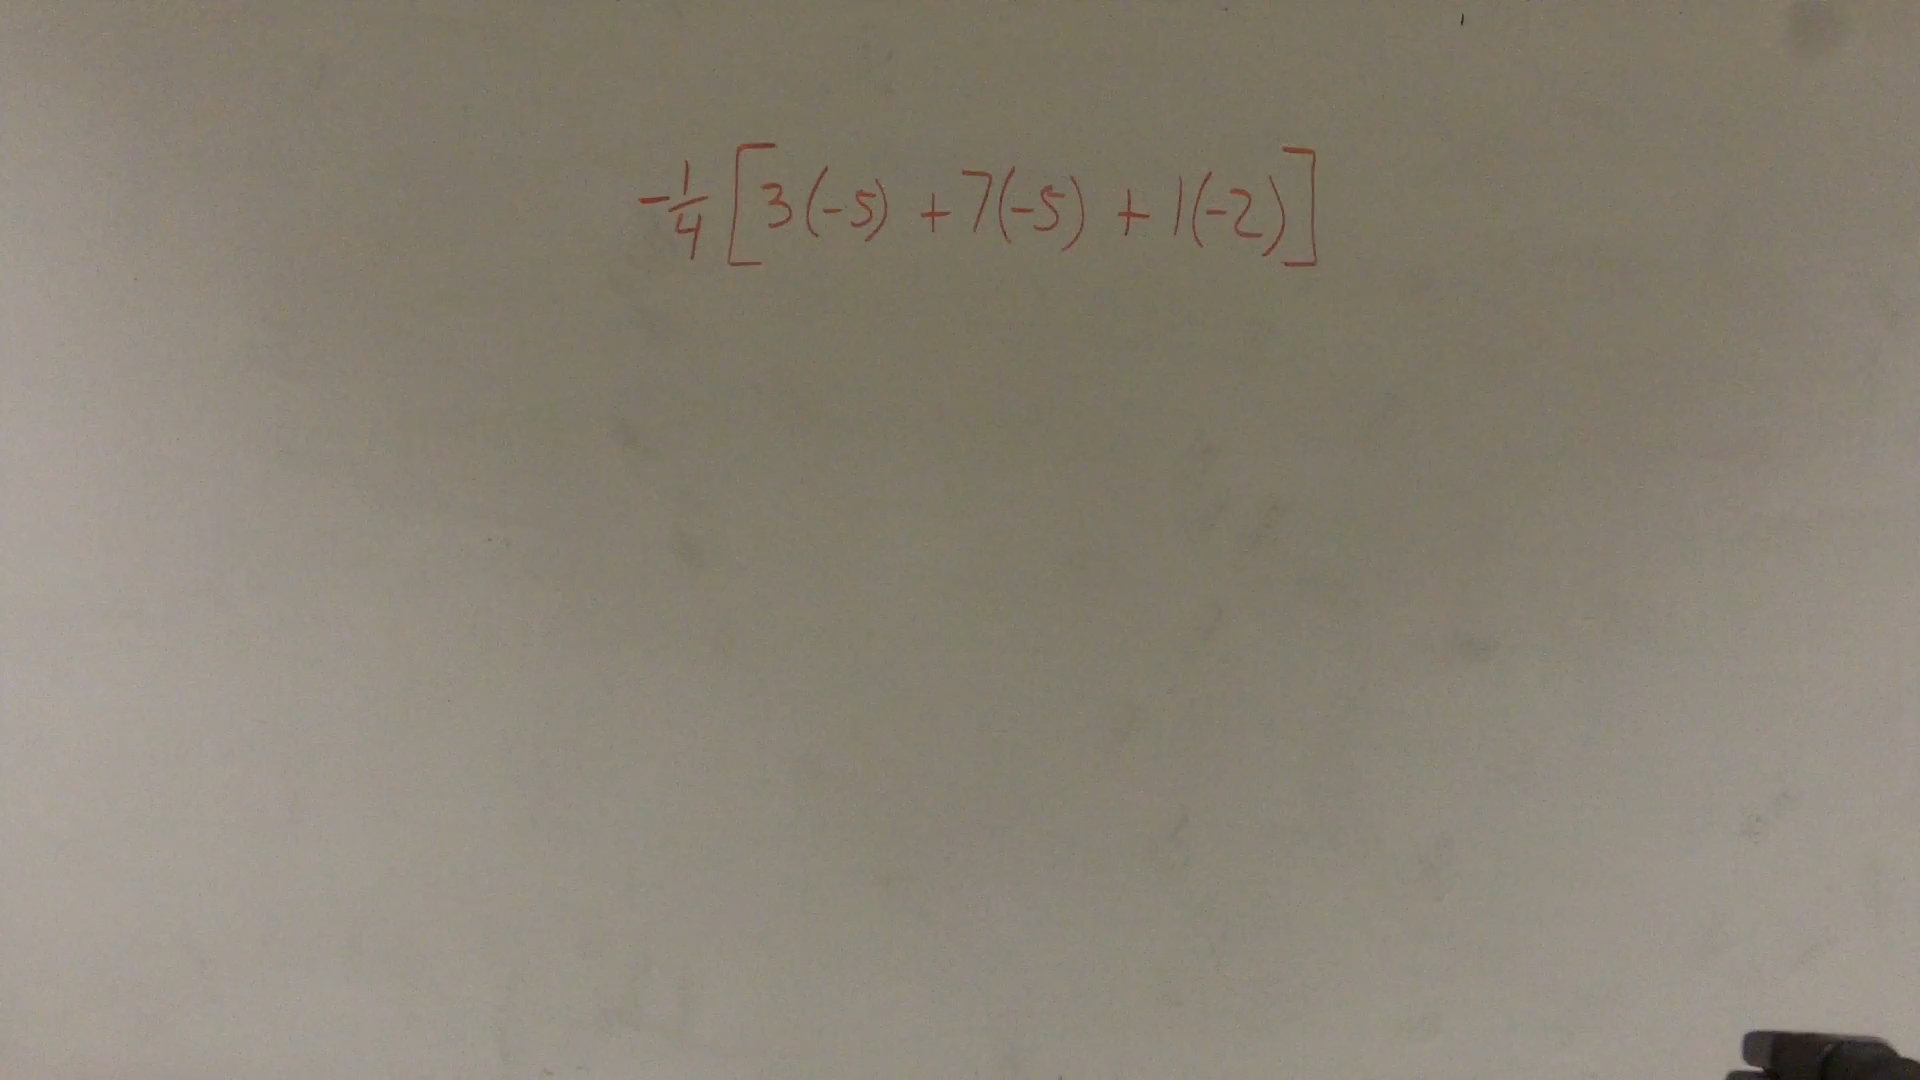 -1/4 [3(-5) + 7(-5) + 1(-2)]